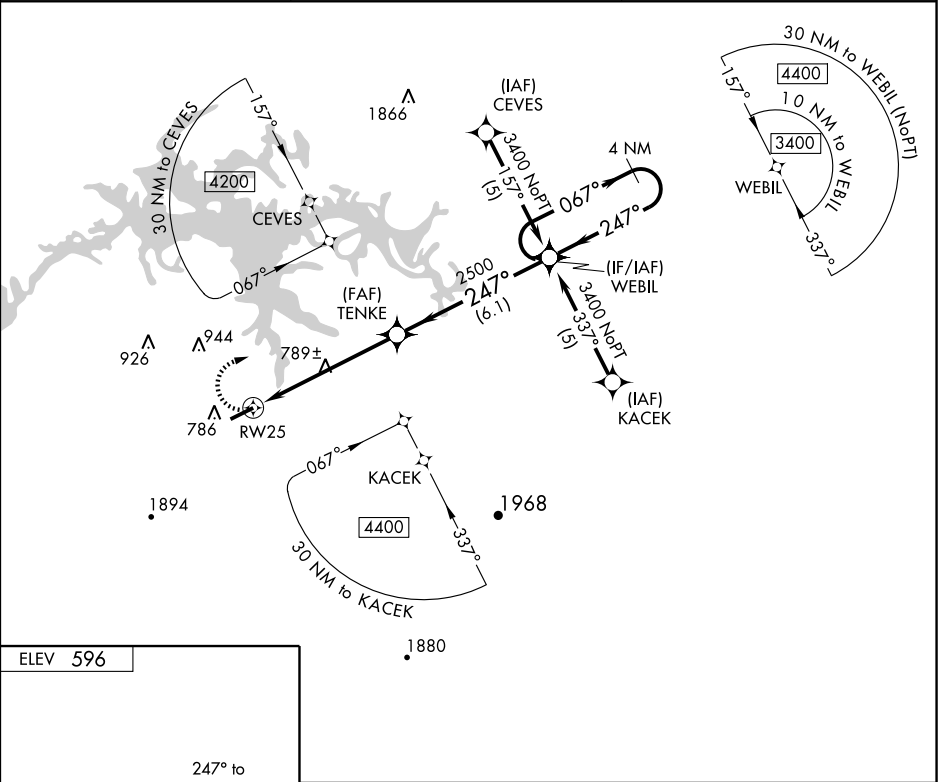 30 NM to WEBIL (NoPT)
4400
157°
10 NM to WEBIL
3400
WEBIL
337°
(IAF)
CEVES
1866
157°
30 NM to CEVES
4200
CEVES
067°
3400 NoPT
157°
(5)
4 NM
067°
247°
(IF/IAF)
WEBIL
2500
247°
(6.1)
(FAF)
TENKE
3400 NoPT
337°
(5)
(IAF)
KACEK
926
944
789±
786
RW25
067°
KACEK
4400
337°
30 NM to KACEK
1894
1968
1880
ELEV 596
247° to